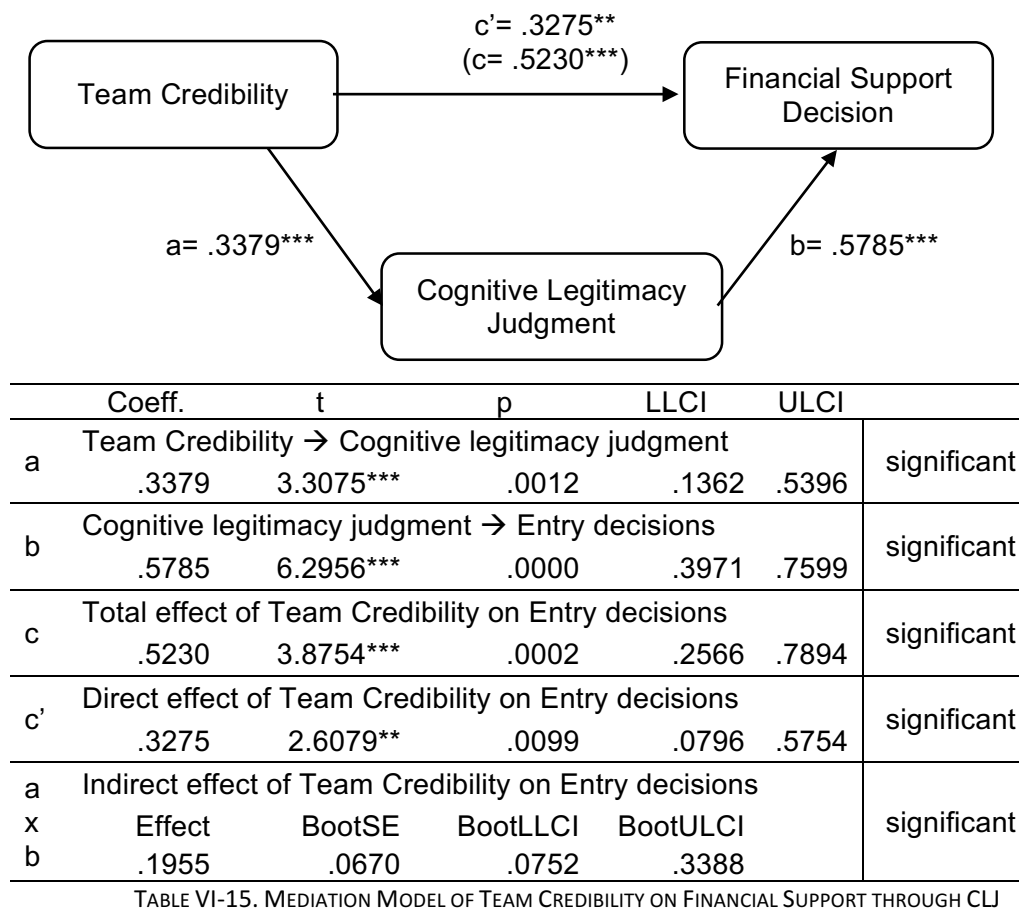 c’= .3275**
(c= .5230***)
Team Credibility
Financial Support
Decision
a= .3379***
b= .5785***
Cognitive Legitimacy
Judgment
Coeff. t p LLCI ULCI
a
Team Credibility → Cognitive legitimacy judgment
.3379 3.3075*** .0012 .1362 .5396
significant
b
Cognitive legitimacy judgment → Entry decisions
.5785 6.2956*** .0000 .3971 .7599
significant
c
Total effect of Team Credibility on Entry decisions
.5230 3.8754*** .0002 .2566 .7894
significant
c’
Direct effect of Team Credibility on Entry decisions
.3275 2.6079** .0099 .0796 .5754
significant
a
x
b
Indirect effect of Team Credibility on Entry decisions
Effect BootSE BootLLCI BootULCI
.1955 .0670 .0752 .3388
significant
TABLE VI-15. MEDIATION MODEL OF TEAM CREDIBILITY ON FINANCIAL SUPPORT THROUGH CLJ